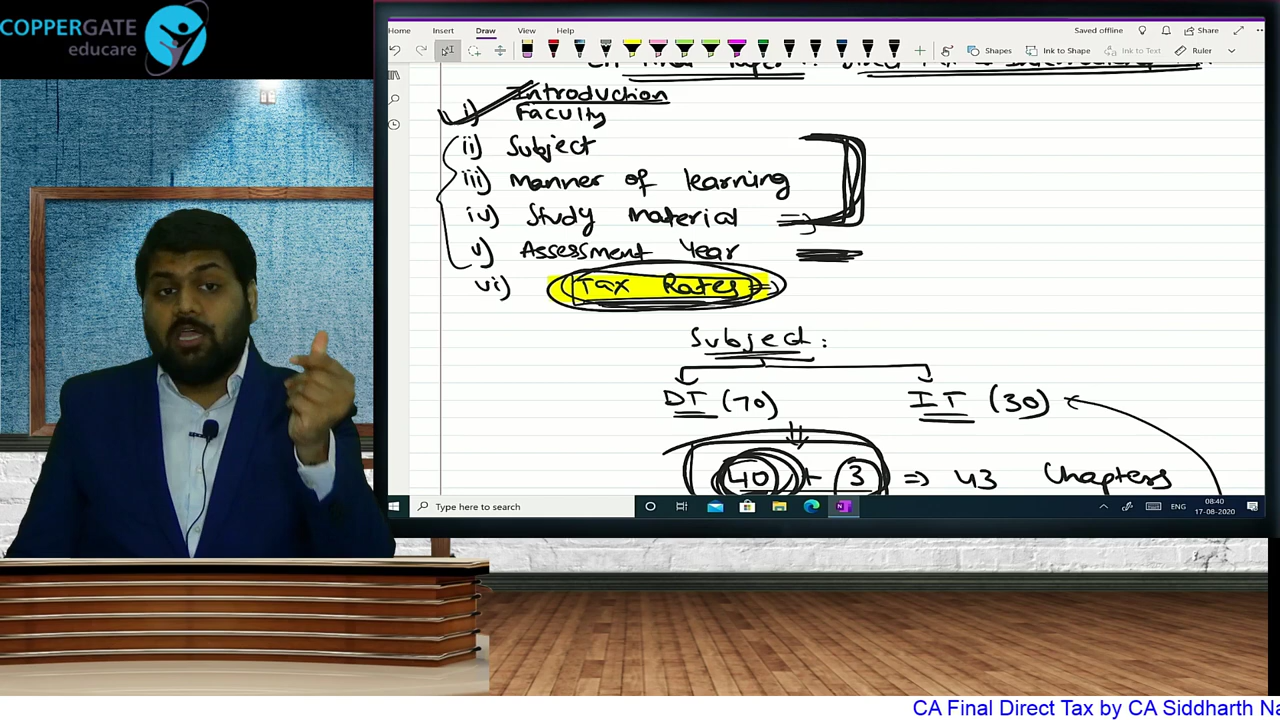 COPPERGATE
educare
Home Insert Draw View Help
Saved offline Share
Shapes Ink to Shape Ink to Text Ruler
Introduction
i) Faculty
ii) Subject
iii) Manner of learning
iv) Study material
v) Assessment Year
vi) Tax Rates
Subject:
DT (70) IT (30)
40 + 3 ⇒ 43 Chapters
Type here to search
ENG
08:40
17-08-2020
CA Final Direct Tax by CA Siddharth Na